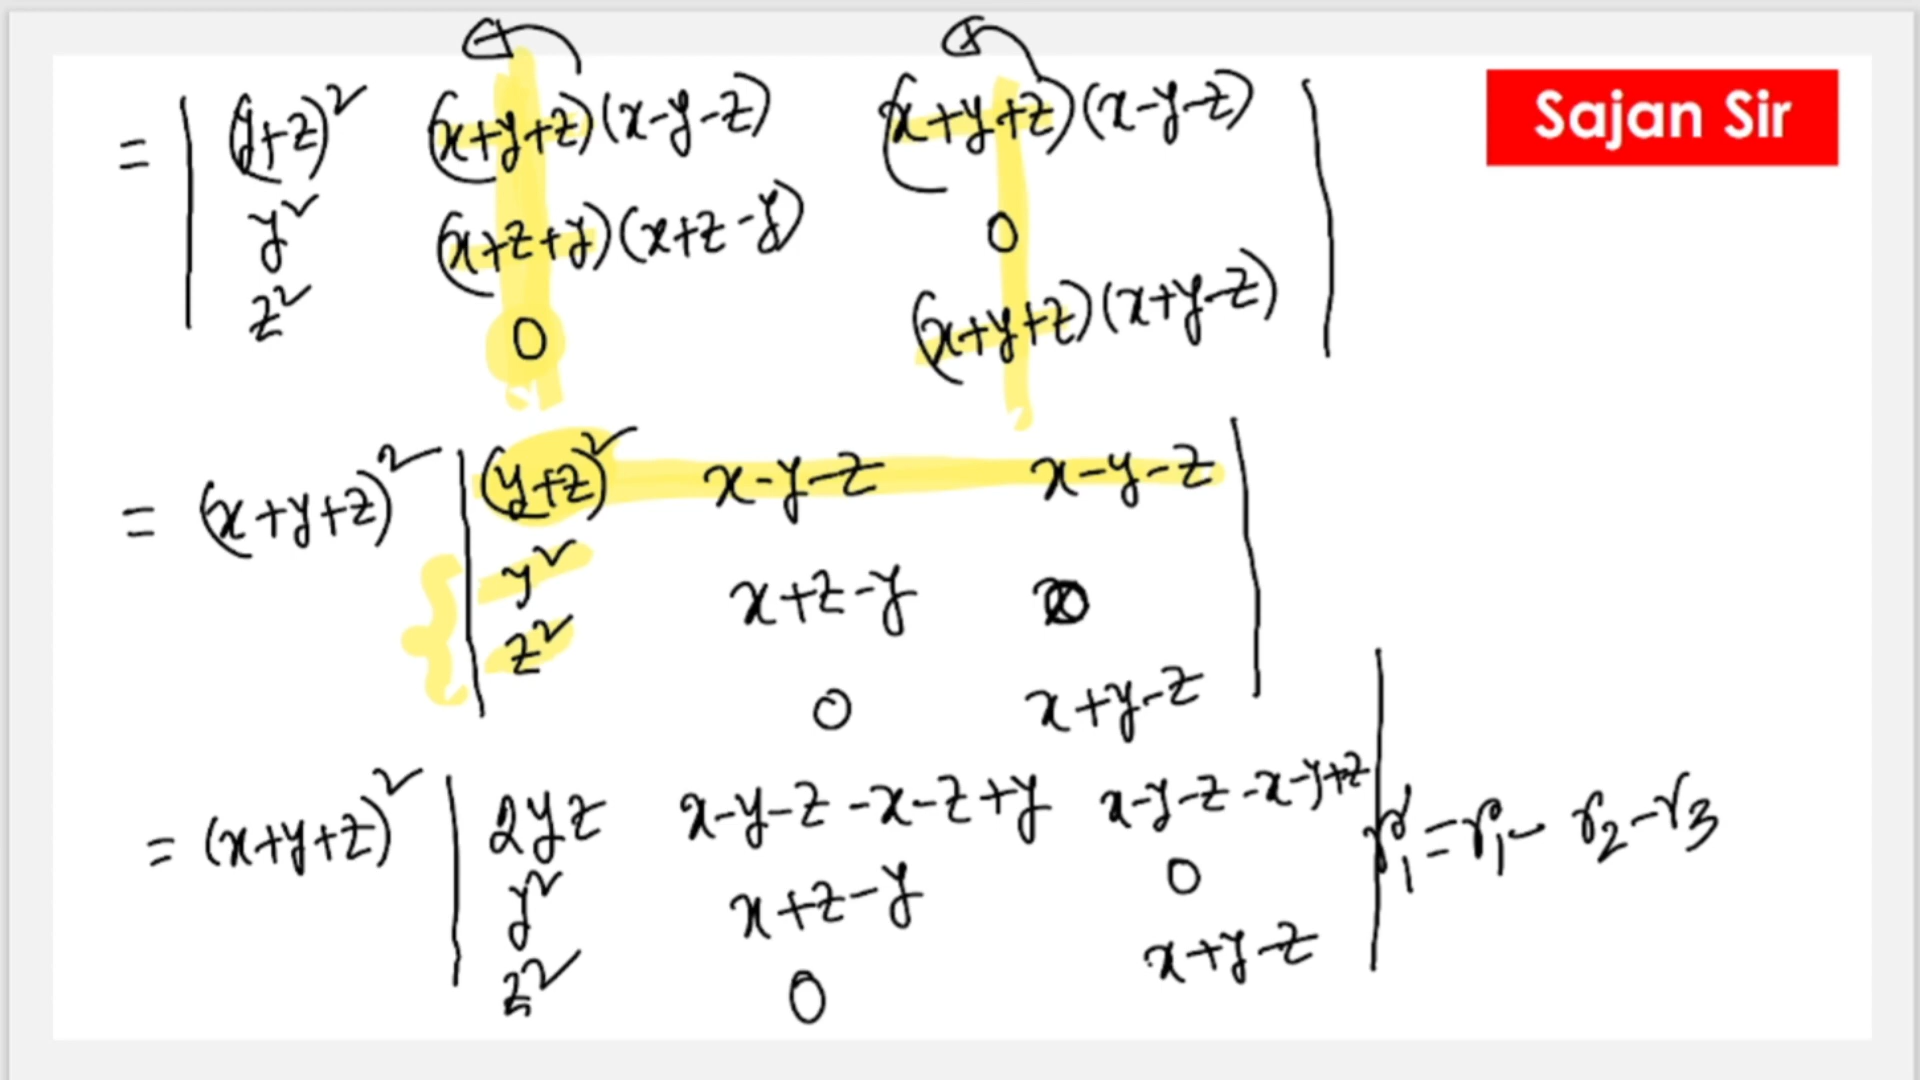 Sajan Sir
= | (y+z)² (x+y+z)(x-y-z) (x+y+z)(x-y-z) |
y² (x+z+y)(x+z-y) 0
z² 0 (x+y+z)(x+y-z)
= (x+y+z)² | (y+z)² x-y-z x-y-z |
y² x+z-y 0
z² 0 x+y-z
= (x+y+z)² | 2yz x-y-z-x-z+y x-y-z-x-y+z | r₁' = r₁ - r₂ - r₃
y² x+z-y 0
z² 0 x+y-z